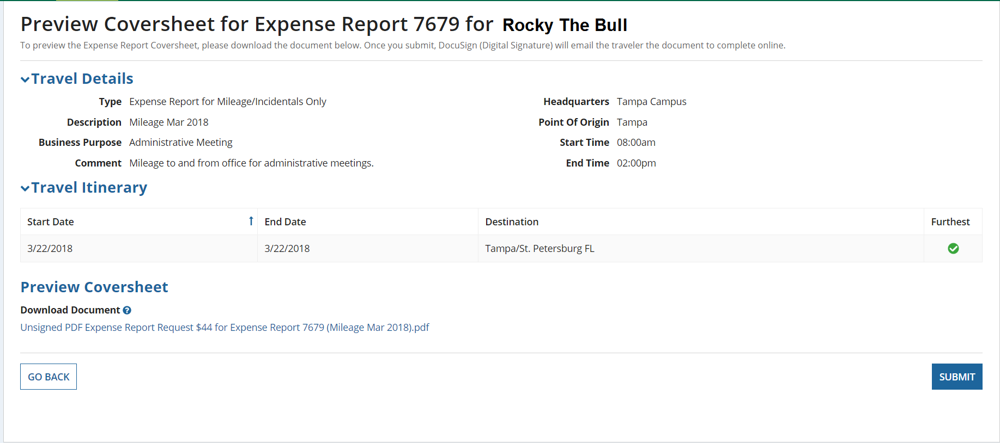 Preview Coversheet for Expense Report 7679 for Rocky The Bull
To preview the Expense Report Coversheet, please download the document below. Once you submit, DocuSign (Digital Signature) will email the traveler the document to complete online.
Travel Details
Type Expense Report for Mileage/Incidentals Only
Headquarters Tampa Campus
Description Mileage Mar 2018
Point Of Origin Tampa
Business Purpose Administrative Meeting
Start Time 08:00am
Comment Mileage to and from office for administrative meetings.
End Time 02:00pm
Travel Itinerary
Start Date End Date Destination Furthest
3/22/2018 3/22/2018 Tampa/St. Petersburg FL
Preview Coversheet
Download Document ?
Unsigned PDF Expense Report Request $44 for Expense Report 7679 (Mileage Mar 2018).pdf
GO BACK SUBMIT